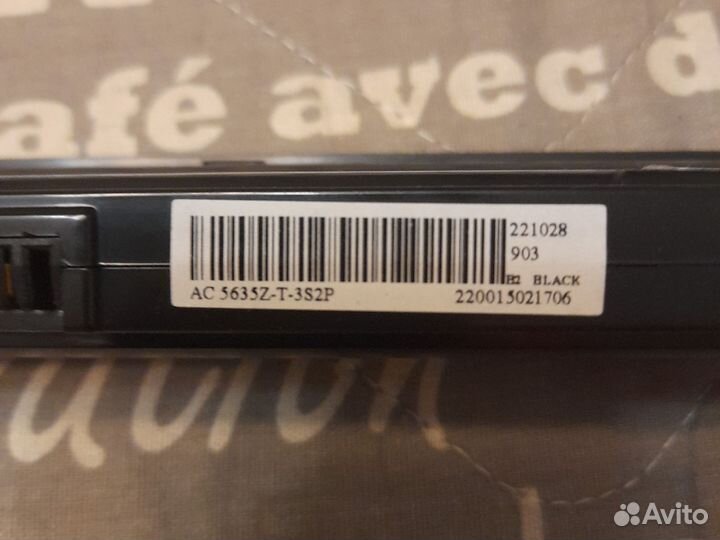 afé avec d
221028
903
B2 BLACK
AC 5635Z-T-3S2P
220015021706
Avito